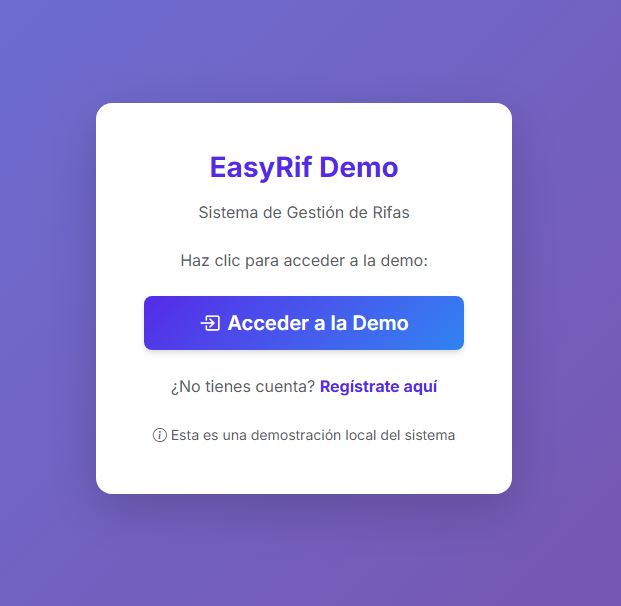 EasyRif Demo
Sistema de Gestión de Rifas
Haz clic para acceder a la demo:
Acceder a la Demo
¿No tienes cuenta? Regístrate aquí
Esta es una demostración local del sistema